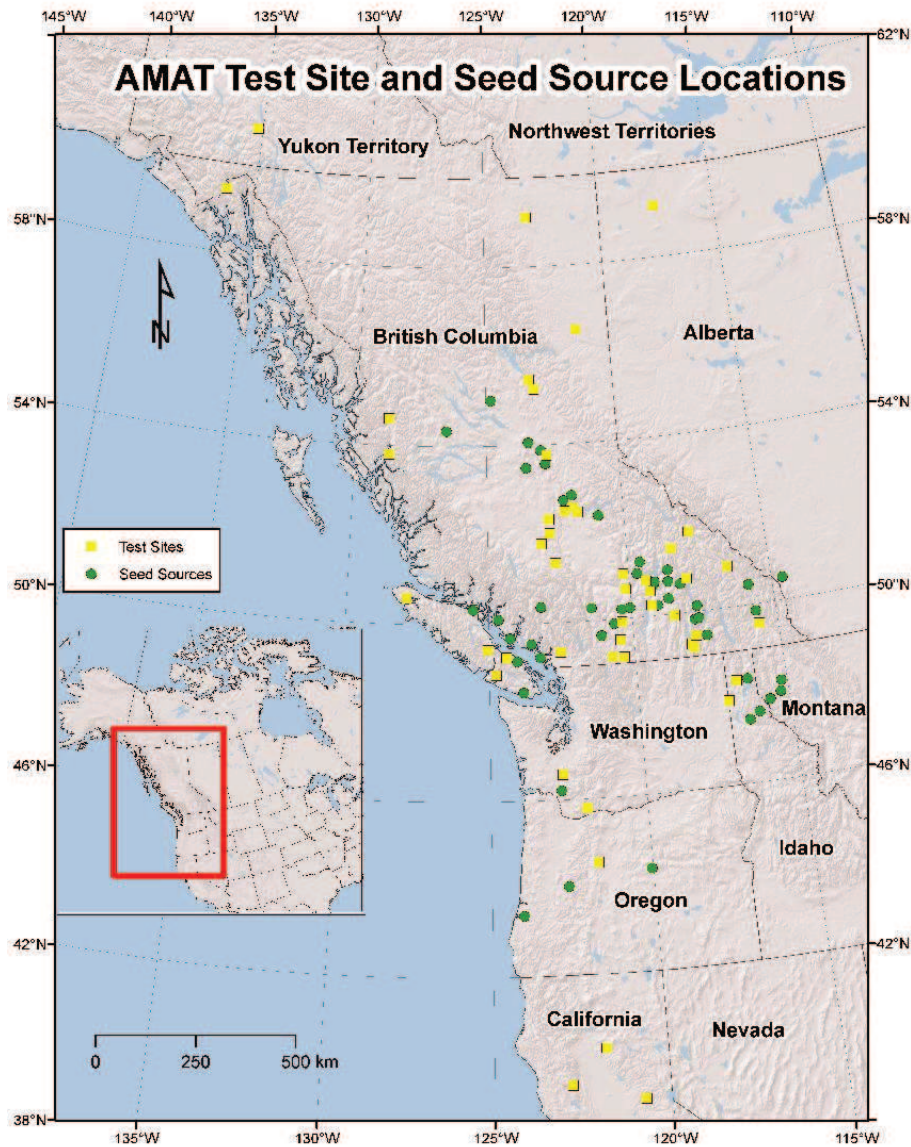 145°W 140°W 135°W 130°W 125°W 120°W 115°W 110°W
62°N
AMAT Test Site and Seed Source Locations
Yukon Territory
Northwest Territories
58°N 58°N
N
British Columbia
Alberta
54°N 54°N
Test Sites
Seed Sources
50°N 50°N
Washington
Montana
46°N 46°N
Idaho
Oregon
42°N 42°N
California
Nevada
0 250 500 km
38°N 38°N
135°W 130°W 125°W 120°W 115°W